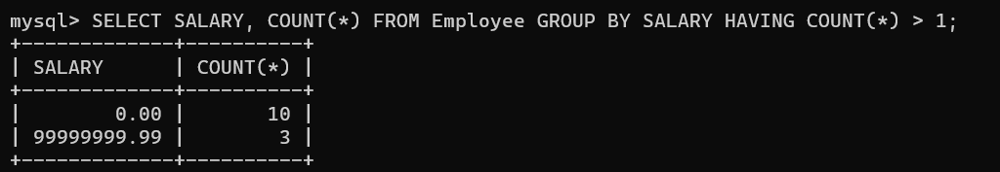 mysql> SELECT SALARY, COUNT(*) FROM Employee GROUP BY SALARY HAVING COUNT(*) > 1;
+-------------+----------+
| SALARY      | COUNT(*) |
+-------------+----------+
|        0.00 |       10 |
| 99999999.99 |        3 |
+-------------+----------+